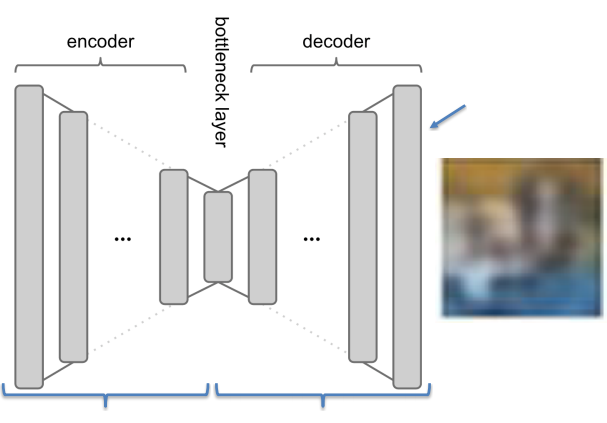 encoder
bottleneck layer
decoder
...
...